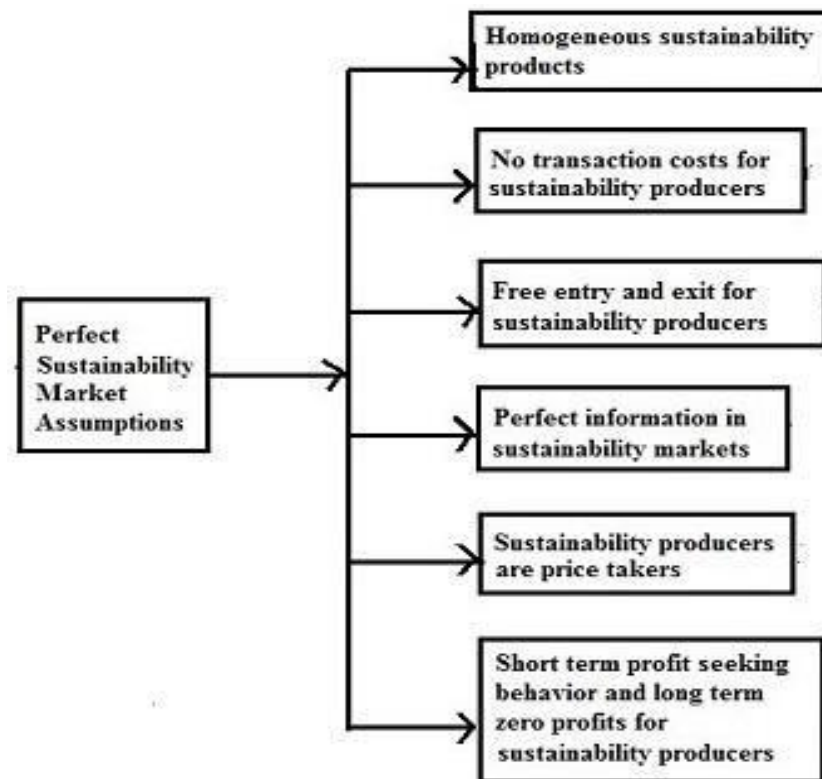 Homogeneous sustainability
products
No transaction costs for
sustainability producers
Free entry and exit for
sustainability producers
Perfect
Sustainability
Market
Assumptions
Perfect information in
sustainability markets
Sustainability producers
are price takers
Short term profit seeking
behavior and long term
zero profits for
sustainability producers